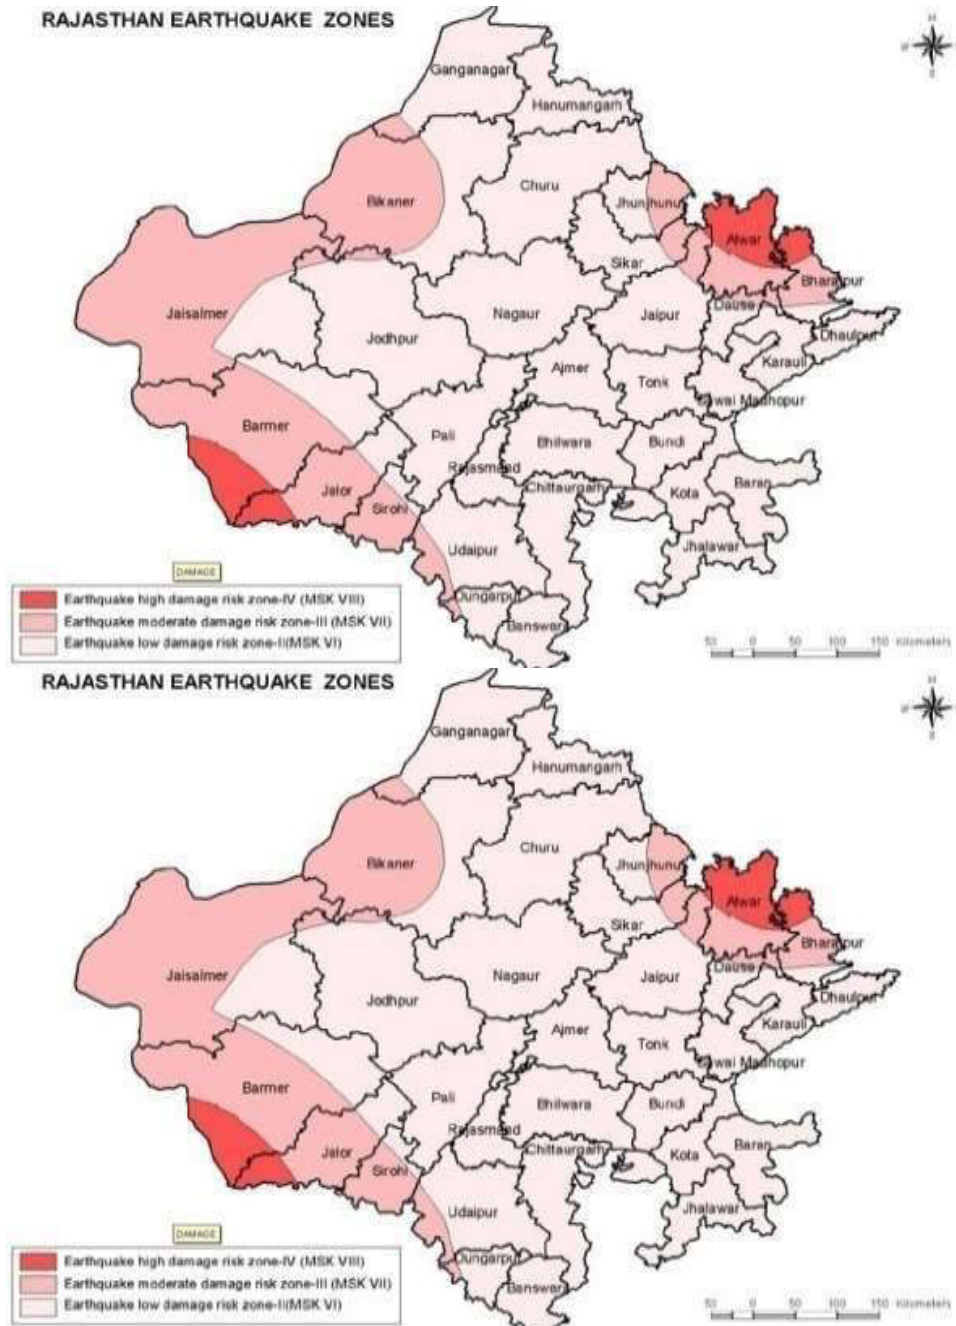 RAJASTHAN EARTHQUAKE ZONES
N
W
S
Ganganagar
Hanumangarh
Churu
Bikaner
Jhunjhunu
Alwar
Sikar
Bharatpur
Jaisalmer
Nagaur
Jaipur
Dausa
Jodhpur
Dhaulpur
Karauli
Ajmer
Tonk
Sawai Madhopur
Barmer
Pali
Bhilwara
Bundi
Rajasmand
Baran
Jalor
Chittaurgarh
Kota
Sirohi
Udaipur
Jhalawar
DAMAGE
Dungarpur
Earthquake high damage risk zone-IV (MSK VIII)
Earthquake moderate damage risk zone-III (MSK VII)
Banswara
Earthquake low damage risk zone-II(MSK VI)
50 0 50 100 150 Kilometers
RAJASTHAN EARTHQUAKE ZONES
N
W
S
Ganganagar
Hanumangarh
Churu
Bikaner
Jhunjhunu
Alwar
Sikar
Bharatpur
Jaisalmer
Nagaur
Jaipur
Dausa
Jodhpur
Dhaulpur
Karauli
Ajmer
Tonk
Sawai Madhopur
Barmer
Pali
Bhilwara
Bundi
Rajasmand
Baran
Jalor
Chittaurgarh
Kota
Sirohi
Udaipur
Jhalawar
DAMAGE
Dungarpur
Earthquake high damage risk zone-IV (MSK VIII)
Earthquake moderate damage risk zone-III (MSK VII)
Banswara
Earthquake low damage risk zone-II(MSK VI)
50 0 50 100 150 Kilometers